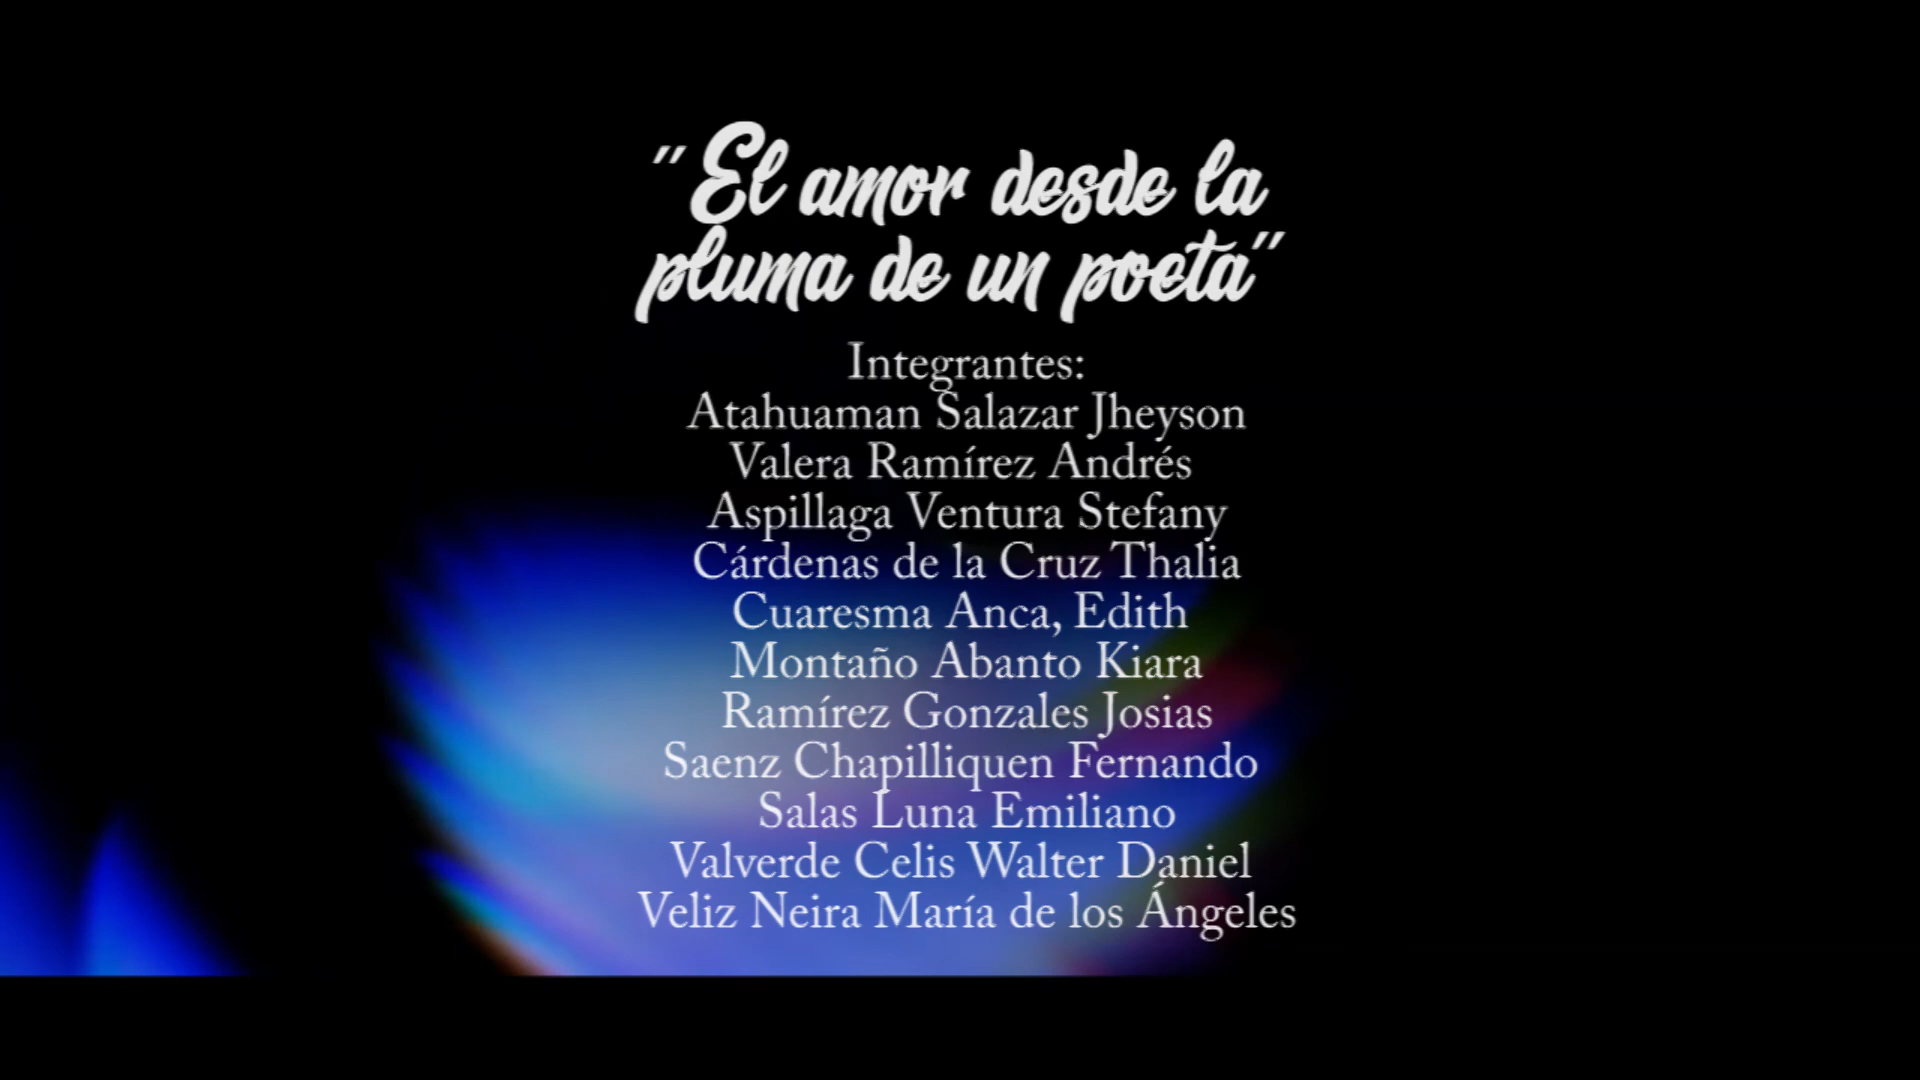 "El amor desde la
pluma de un poeta"
Integrantes:
Atahuaman Salazar Jheyson
Valera Ramírez Andrés
Aspillaga Ventura Stefany
Cárdenas de la Cruz Thalia
Cuaresma Anca, Edith
Montaño Abanto Kiara
Ramírez Gonzales Josias
Saenz Chapilliquen Fernando
Salas Luna Emiliano
Valverde Celis Walter Daniel
Veliz Neira María de los Ángeles